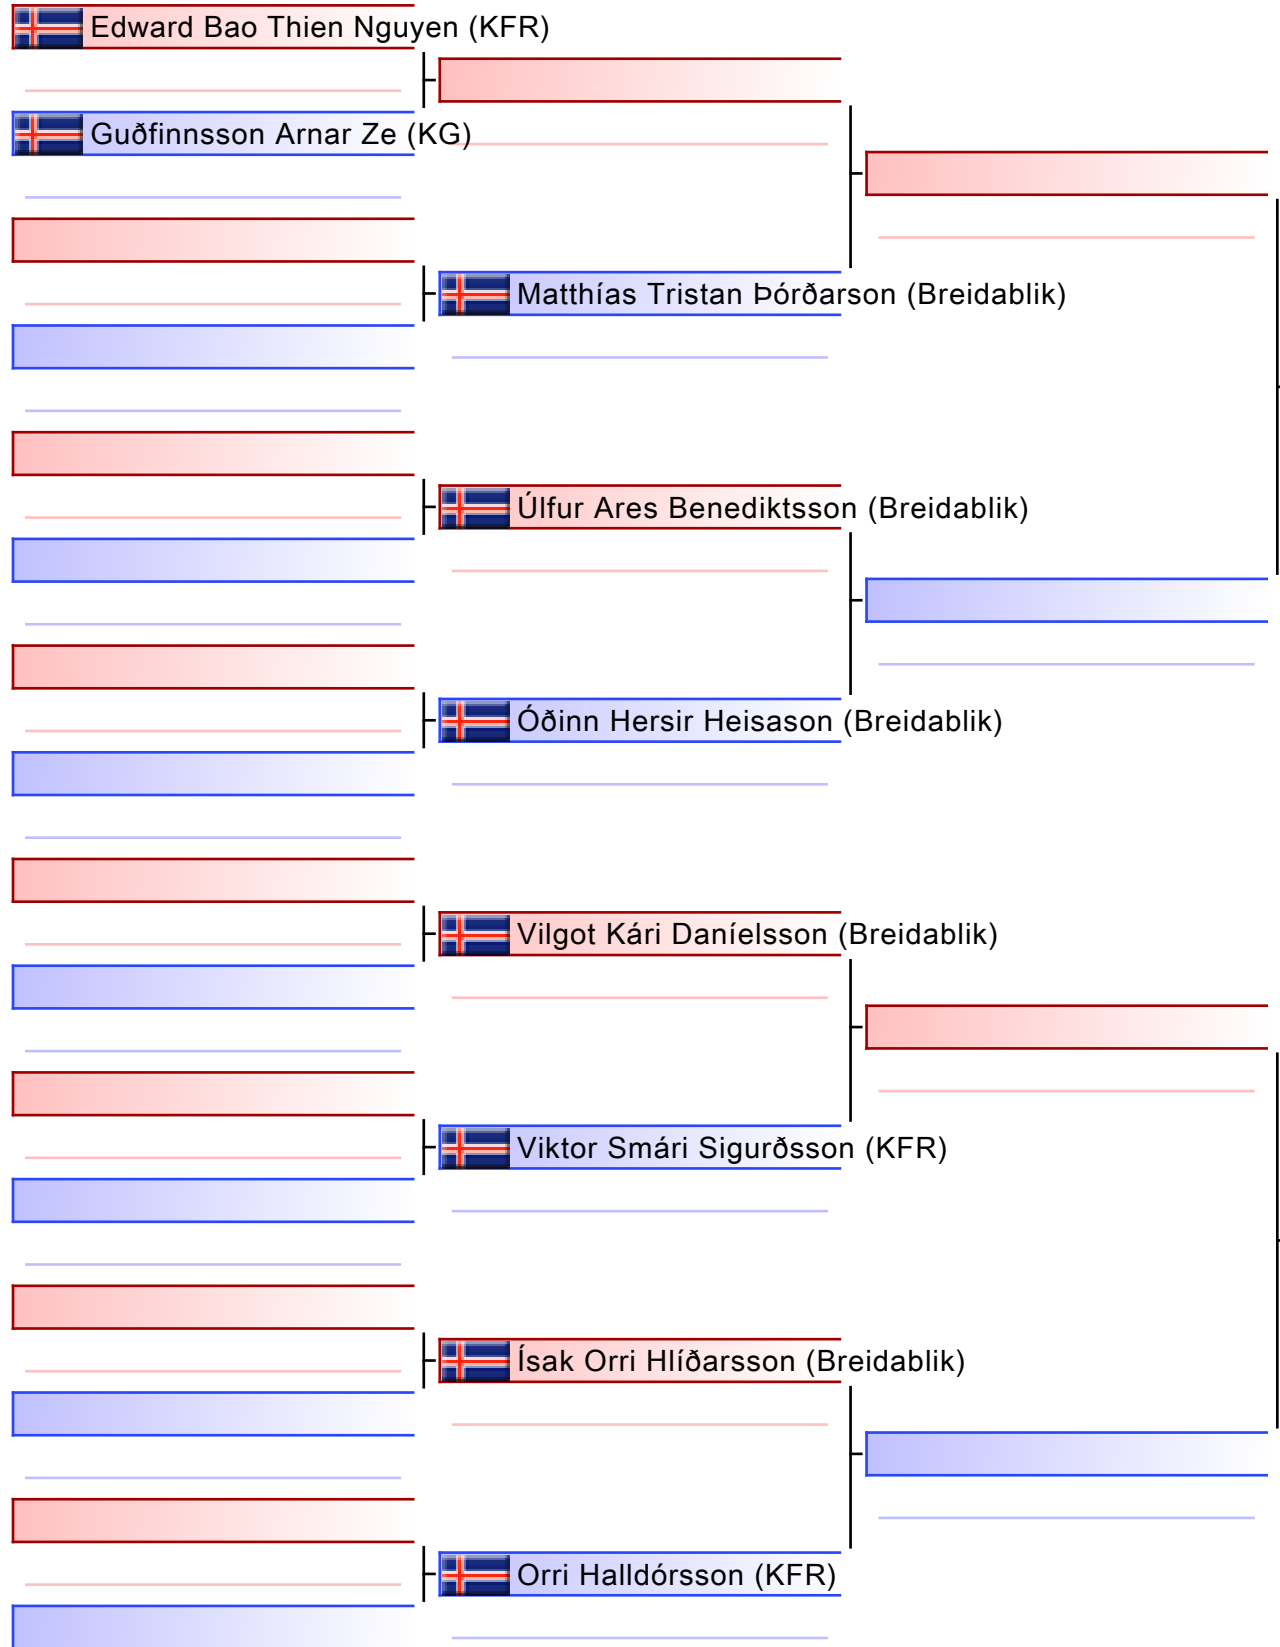 Edward Bao Thien Nguyen (KFR)
Guðfinnsson Arnar Ze (KG)
Matthías Tristan Þórðarson (Breidablik)
Úlfur Ares Benediktsson (Breidablik)
Óðinn Hersir Heisason (Breidablik)
Vilgot Kári Daníelsson (Breidablik)
Viktor Smári Sigurðsson (KFR)
Ísak Orri Hlíðarsson (Breidablik)
Orri Halldórsson (KFR)